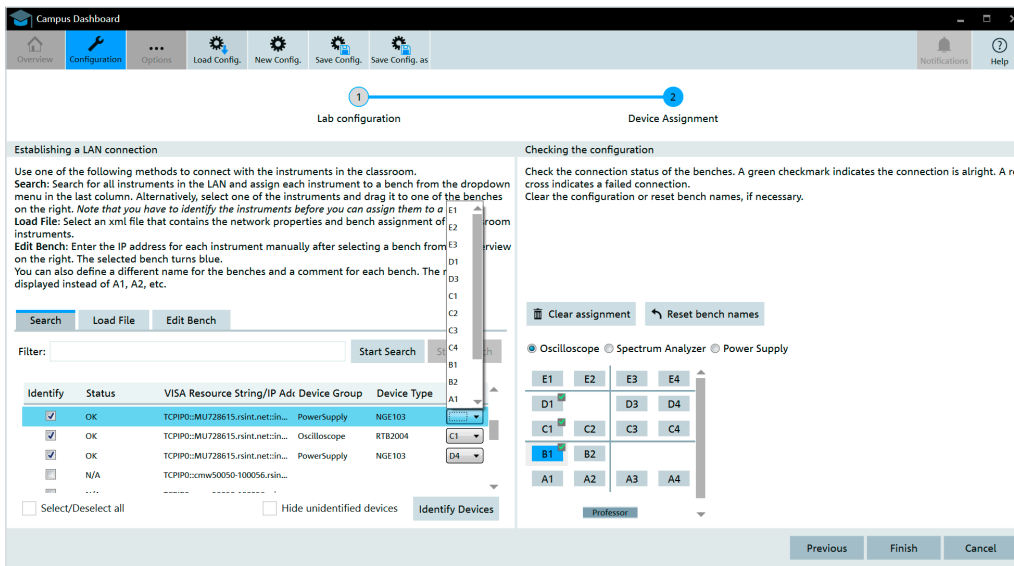 Campus Dashboard
Overview
Configuration
Options
Load Config.
New Config.
Save Config.
Save Config. as
Notifications
Help
1
2
Lab configuration
Device Assignment
Establishing a LAN connection
Use one of the following methods to connect with the instruments in the classroom.
Search: Search for all instruments in the LAN and assign each instrument to a bench from the dropdown
menu in the last column. Alternatively, select one of the instruments and drag it to one of the benches
on the right. Note that you have to identify the instruments before you can assign them to a
Load File: Select an xml file that contains the network properties and bench assignment of room
instruments.
Edit Bench: Enter the IP address for each instrument manually after selecting a bench from rview
on the right. The selected bench turns blue.
You can also define a different name for the benches and a comment for each bench. The
displayed instead of A1, A2, etc.
E1
E2
E3
D1
D3
C1
C2
C3
C4
B1
B2
A1
Search
Load File
Edit Bench
Filter:
Start Search
Identify Status VISA Resource String/IP Adc Device Group Device Type
OK TCPIP0::MU728615.rsint.net::in... PowerSupply NGE103 ------
OK TCPIP0::MU728615.rsint.net::in... Oscilloscope RTB2004 C1
OK TCPIP0::MU728615.rsint.net::in... PowerSupply NGE103 D4
N/A TCPIP0::cmw50050-100056.rsin...
Select/Deselect all
Hide unidentified devices
Identify Devices
Checking the configuration
Check the connection status of the benches. A green checkmark indicates the connection is alright. A r
cross indicates a failed connection.
Clear the configuration or reset bench names, if necessary.
Clear assignment
Reset bench names
Oscilloscope Spectrum Analyzer Power Supply
E1 E2 E3 E4
D1 D3 D4
C1 C2 C3 C4
B1 B2
A1 A2 A3 A4
Professor
Previous
Finish
Cancel